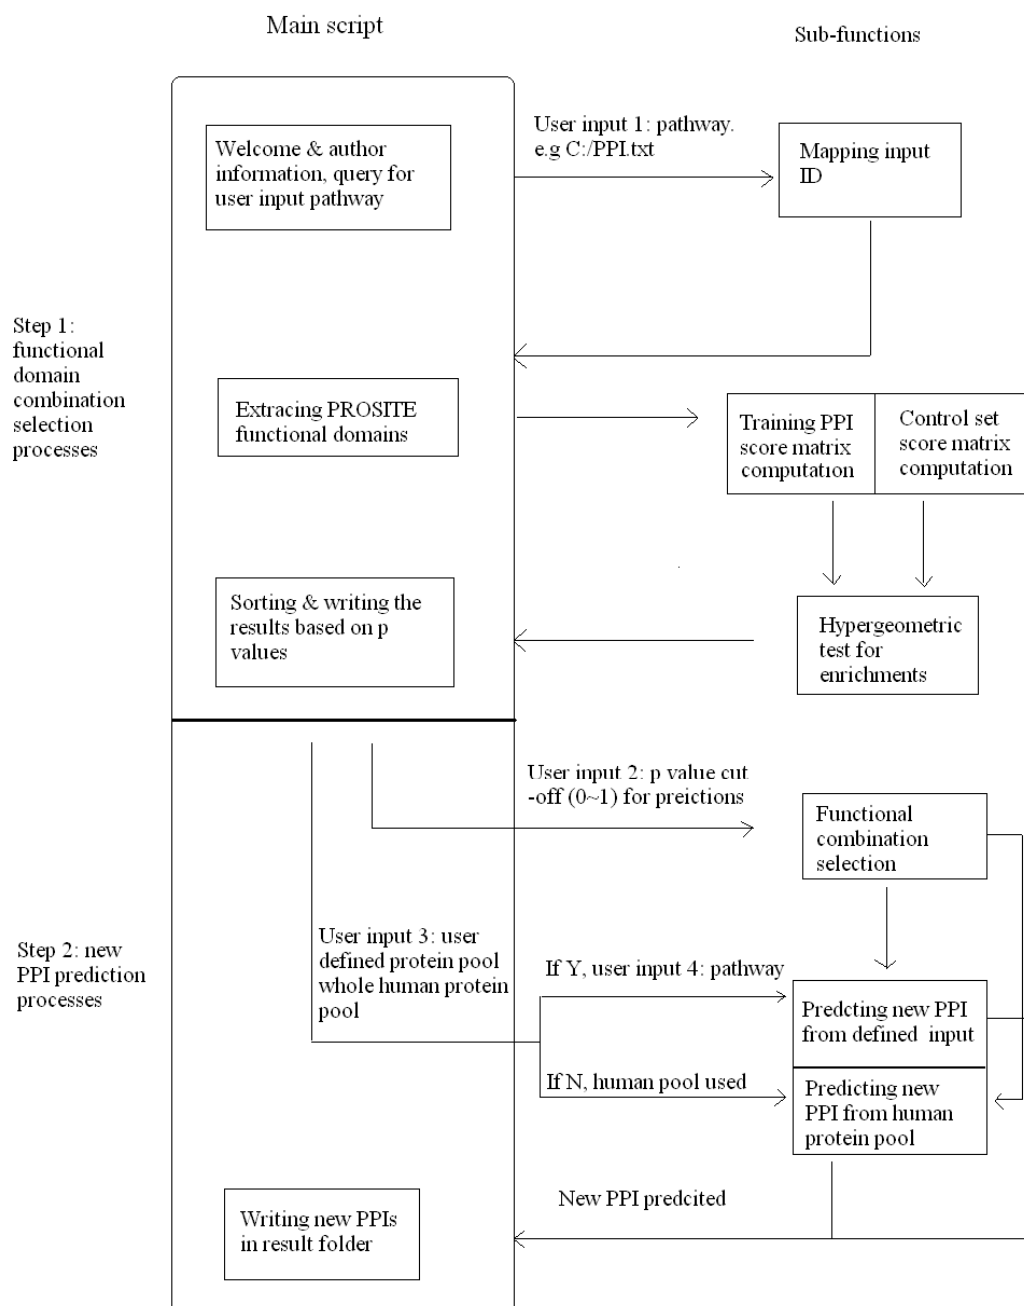 Main script
Sub-functions
User input 1: pathway.
e.g C:/PPI.txt
Welcome & author
information, query for
user input pathway
Mapping input
ID
Step 1:
functional
domain
combination
selection
processes
Extracing PROSITE
functional domains
Training PPI
score matrix
computation
Control set
score matrix
computation
Sorting & writing the
results based on p
values
Hypergeometric
test for
enrichments
User input 2: p value cut
-off (0~1) for preictions
Functional
combination
selection
Step 2: new
PPI prediction
processes
User input 3: user
defined protein pool
whole human protein
pool
If Y, user input 4: pathway
Predcting new PPI
from defined input
If N, human pool used
Predicting new
PPI from human
protein pool
New PPI predcited
Writing new PPIs
in result folder